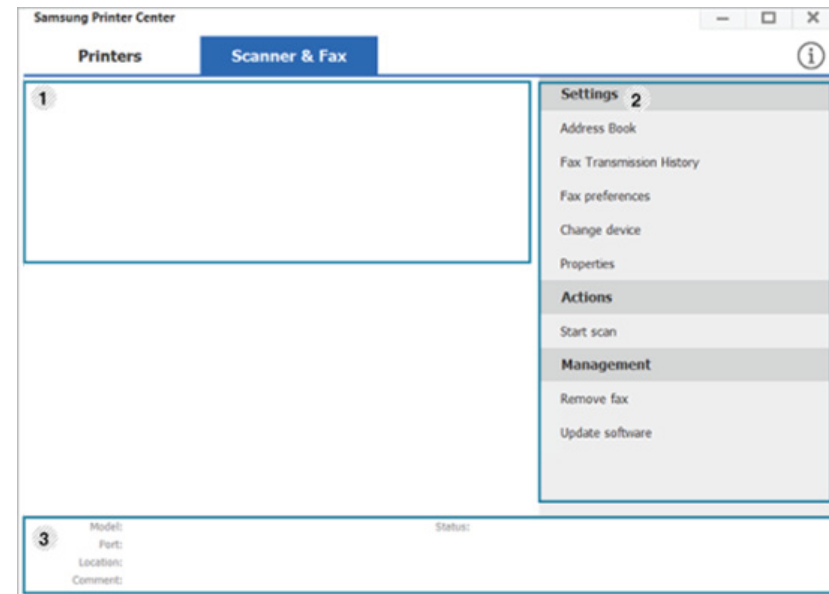 Samsung Printer Center
Printers
Scanner & Fax
1
Settings 2
Address Book
Fax Transmission History
Fax preferences
Change device
Properties
Actions
Start scan
Management
Remove fax
Update software
3
Model:
Status:
Port:
Location:
Comment: